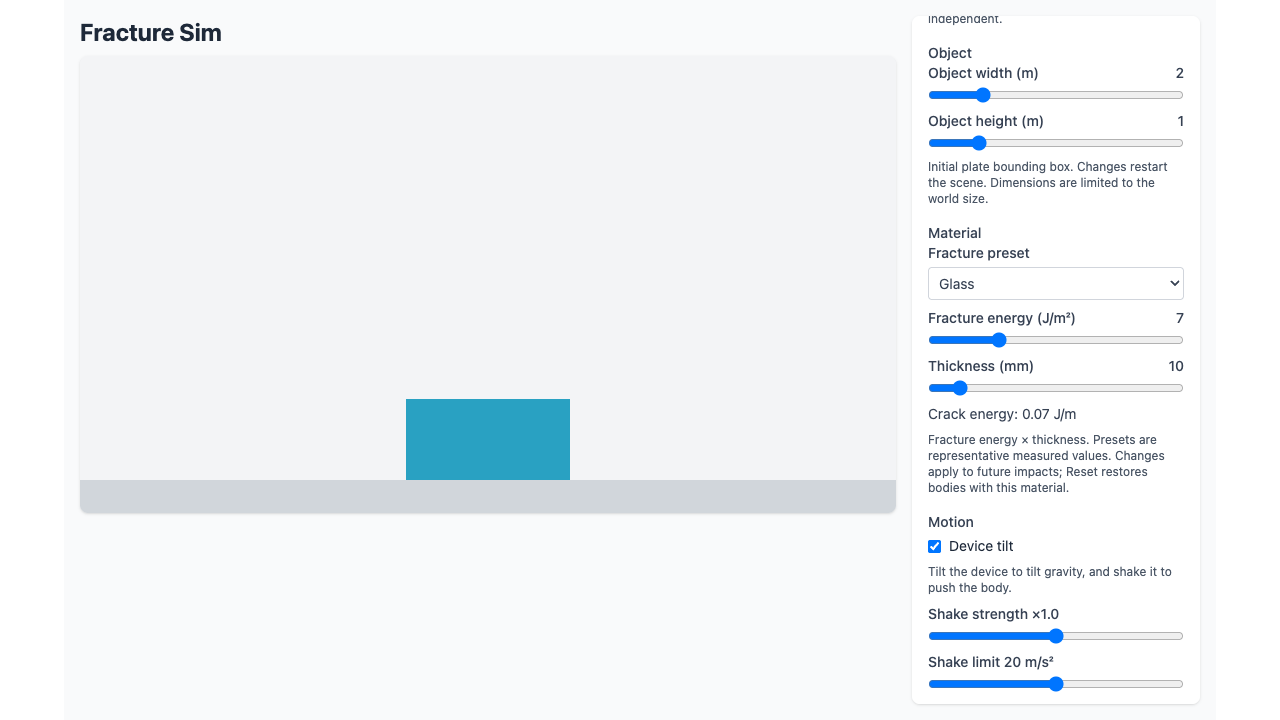 Fracture Sim
independent.
Object
Object width (m) 2
Object height (m) 1
Initial plate bounding box. Changes restart
the scene. Dimensions are limited to the
world size.
Material
Fracture preset
Glass
Fracture energy (J/m²) 7
Thickness (mm) 10
Crack energy: 0.07 J/m
Fracture energy × thickness. Presets are
representative measured values. Changes
apply to future impacts; Reset restores
bodies with this material.
Motion
Device tilt
Tilt the device to tilt gravity, and shake it to
push the body.
Shake strength ×1.0
Shake limit 20 m/s²